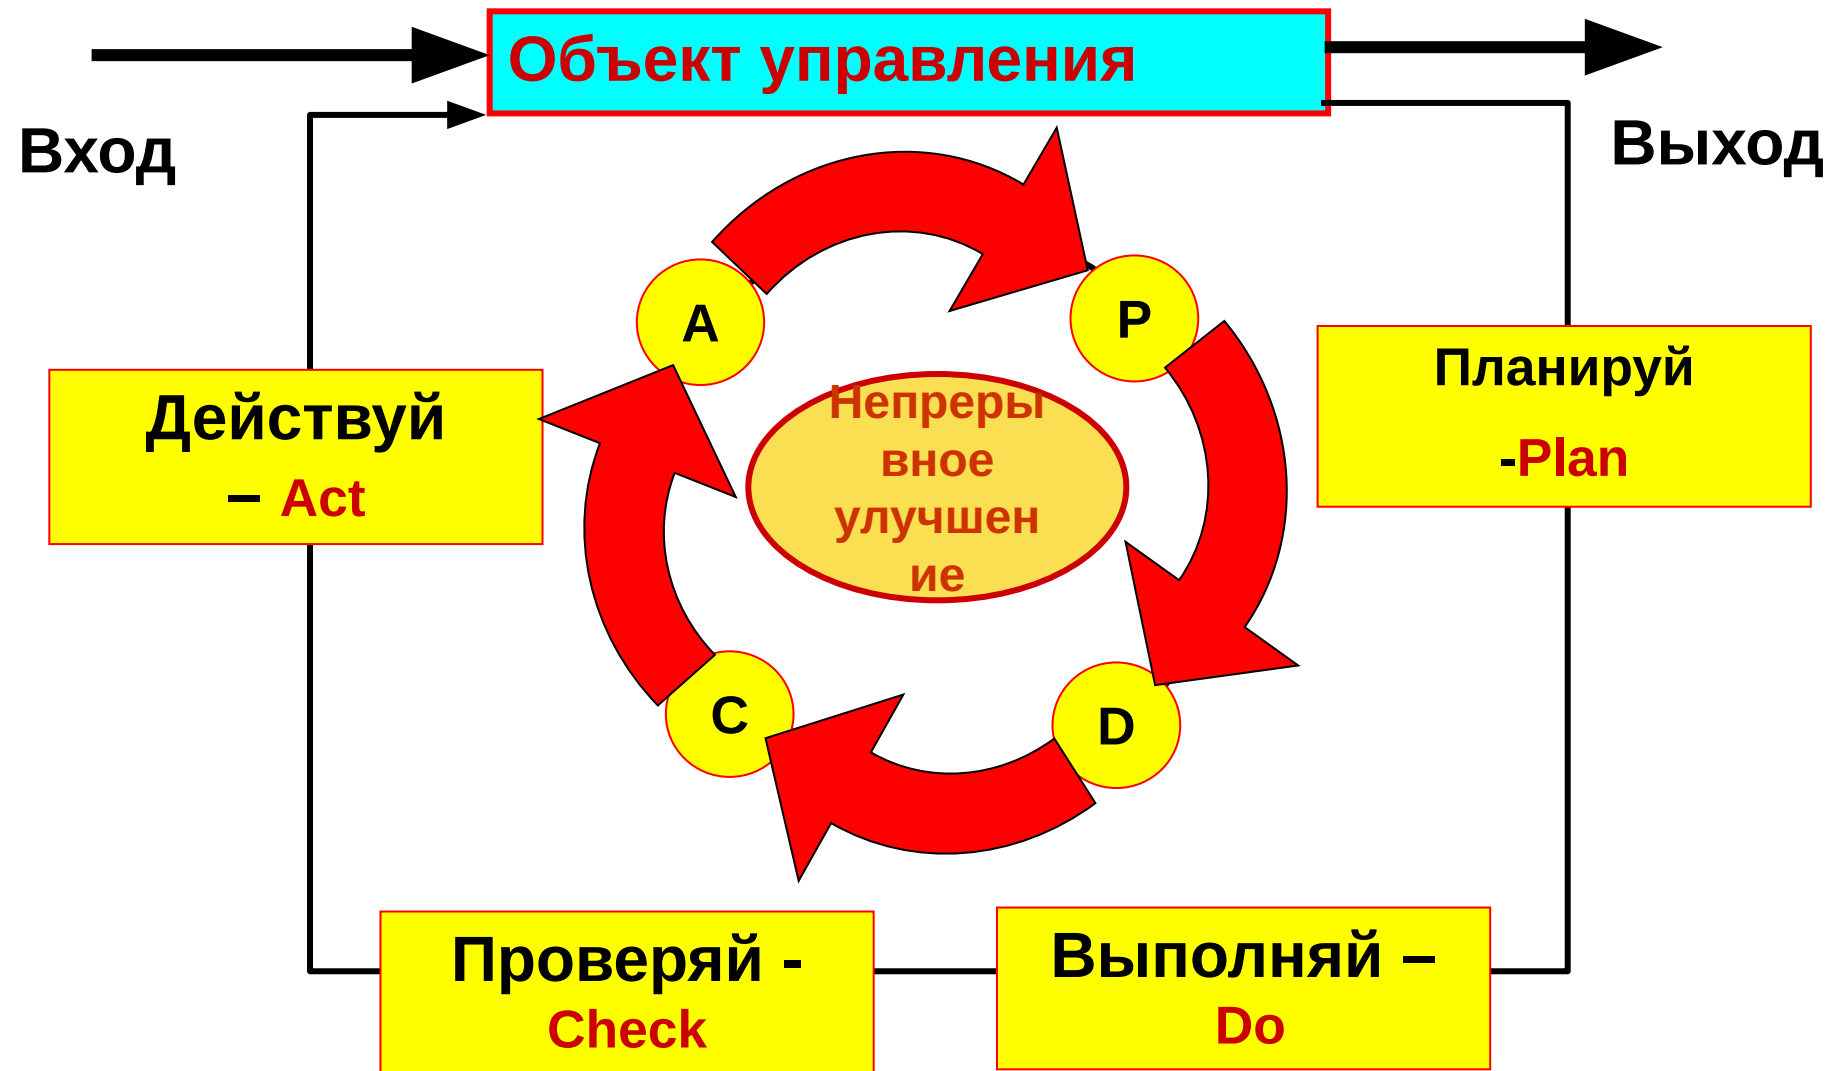 Объект управления
Вход
Выход
A
P
Действуй
– Act
Планируй
-Plan
Непреры
вное
улучшен
ие
C
D
Проверяй -
Check
Выполняй –
Do